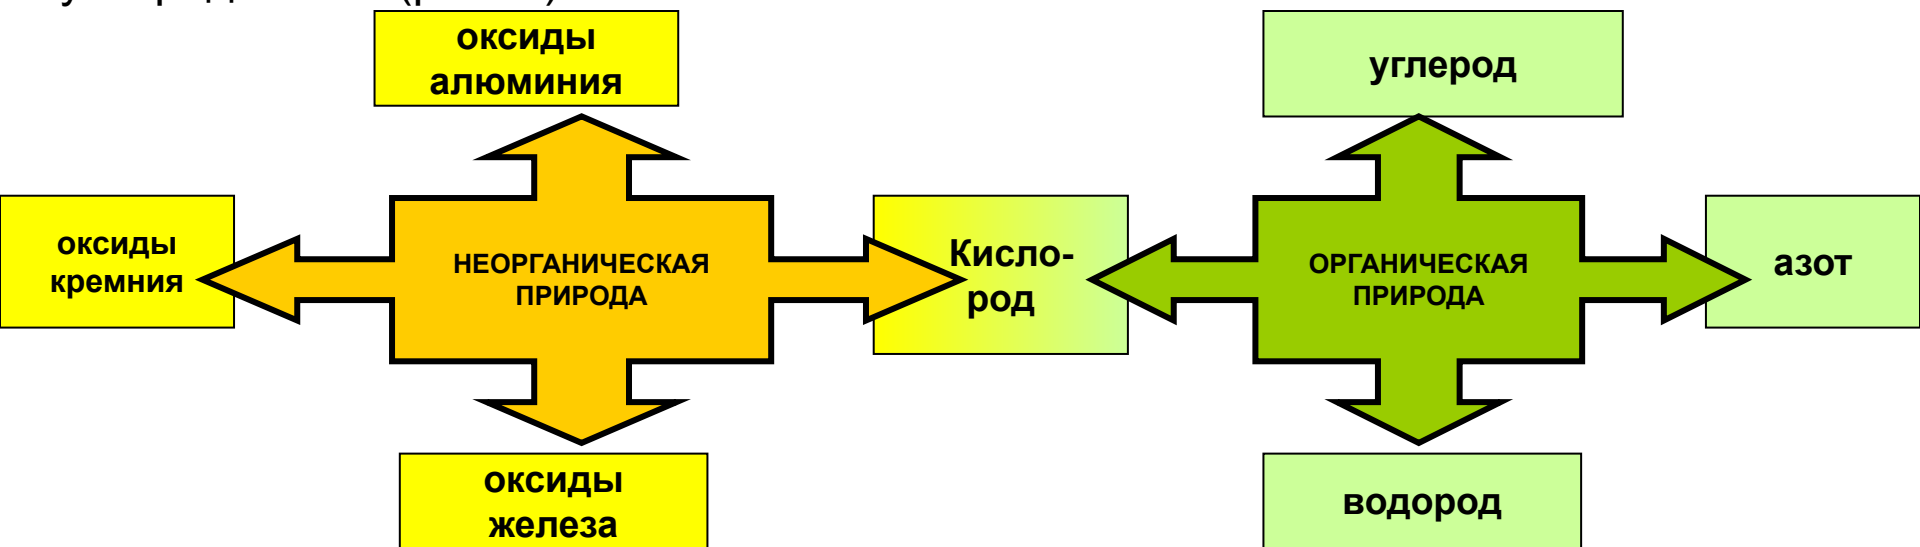 оксиды
алюминия
углерод
оксиды
кремния
НЕОРГАНИЧЕСКАЯ
ПРИРОДА
Кисло-
род
ОРГАНИЧЕСКАЯ
ПРИРОДА
азот
оксиды
железа
водород